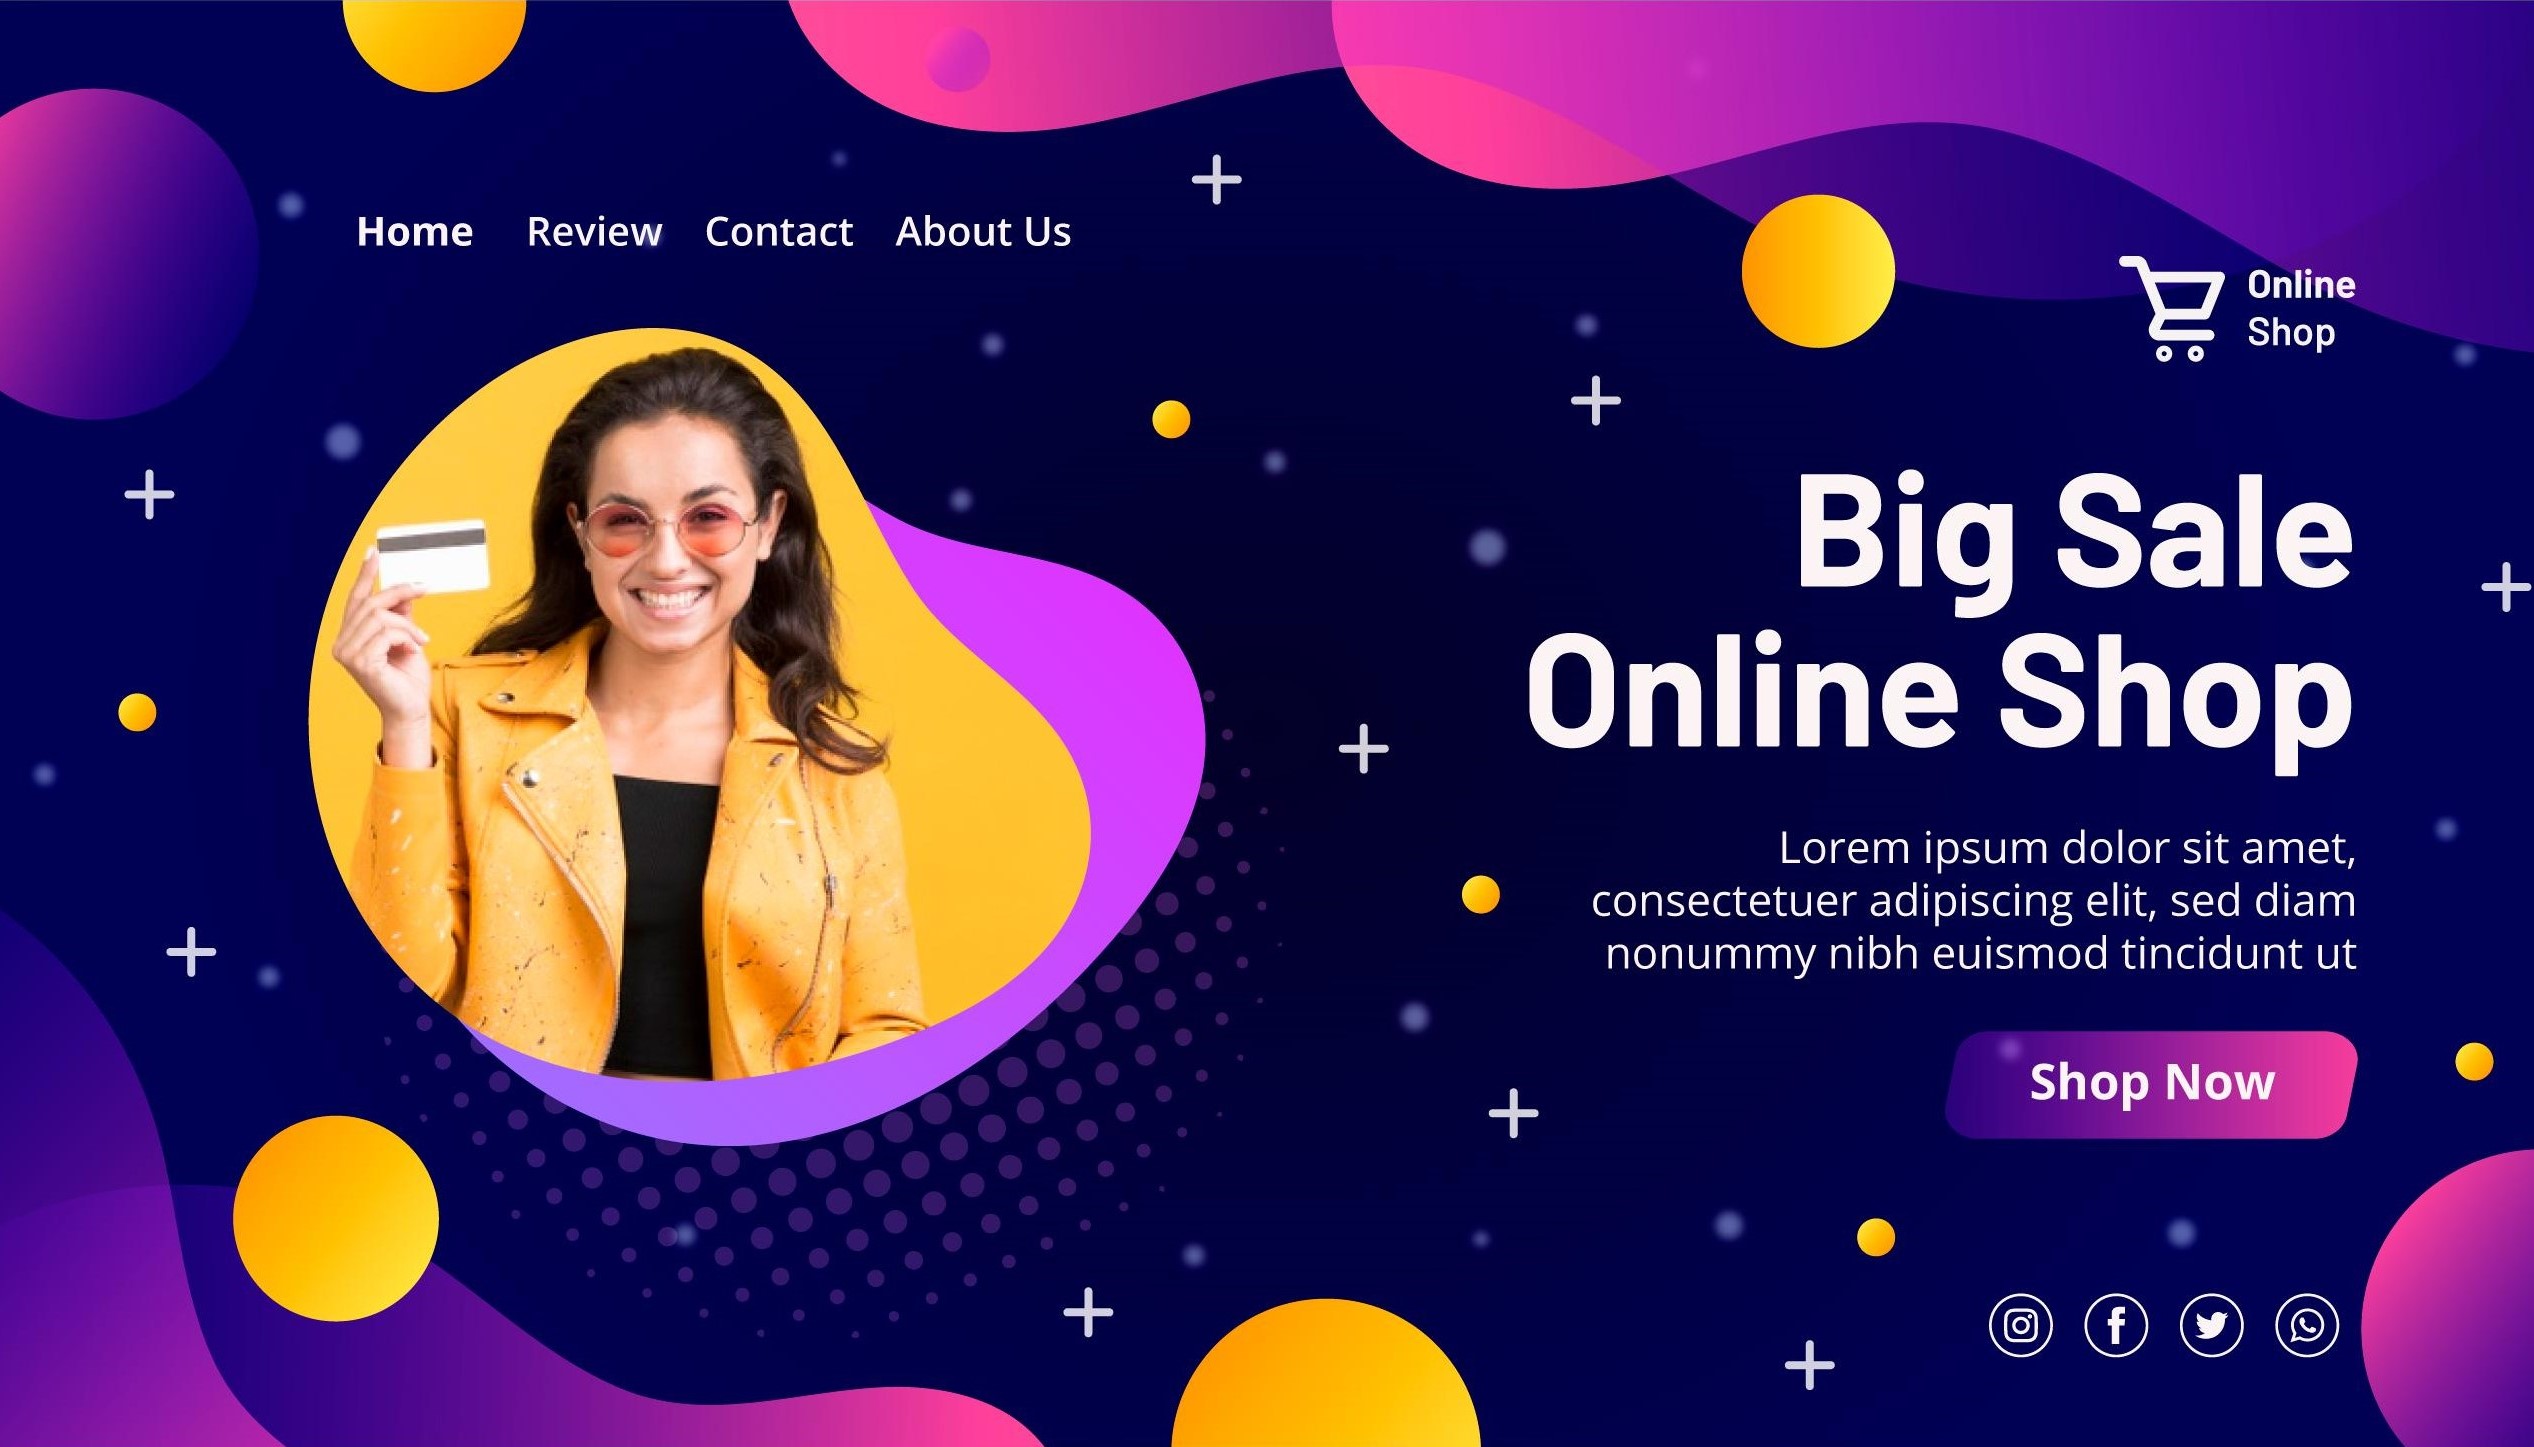 Home Review Contact About Us
Online
Shop
Big Sale
Online Shop
Lorem ipsum dolor sit amet,
consectetuer adipiscing elit, sed diam
nonummy nibh euismod tincidunt ut
Shop Now